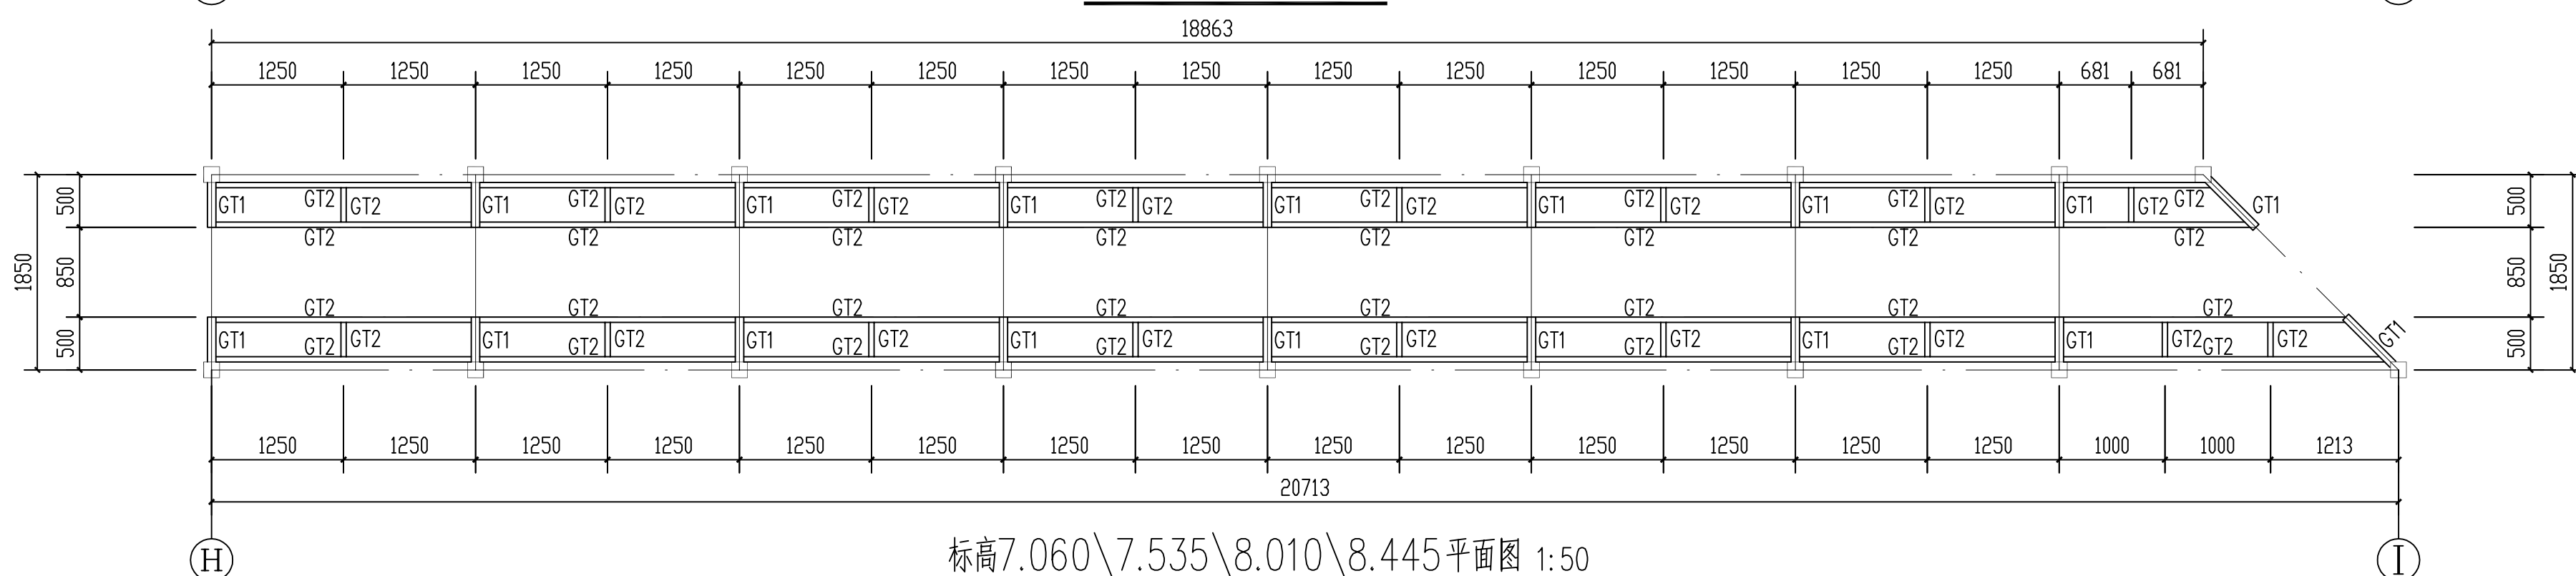 18863
1250 1250 1250 1250 1250 1250 1250 1250 1250 1250 1250 1250 1250 1250 681 681
500 850 500 1850
GT1 GT2 GT2 GT1 GT2 GT2 GT1 GT2 GT2 GT1 GT2 GT2 GT1 GT2 GT2 GT1 GT2 GT2 GT1 GT2 GT2 GT1 GT2 GT2 GT1
GT2 GT2 GT2 GT2 GT2 GT2 GT2 GT2
GT2 GT2 GT2 GT2 GT2 GT2 GT2 GT2
GT1 GT2 GT2 GT1 GT2 GT2 GT1 GT2 GT2 GT1 GT2 GT2 GT1 GT2 GT2 GT1 GT2 GT2 GT1 GT2 GT2 GT1 GT2 GT2 GT2 GT1
500 850 500 1850
1250 1250 1250 1250 1250 1250 1250 1250 1250 1250 1250 1250 1250 1250 1000 1000 1213
20713
H I
标高7.060\7.535\8.010\8.445平面图 1:50